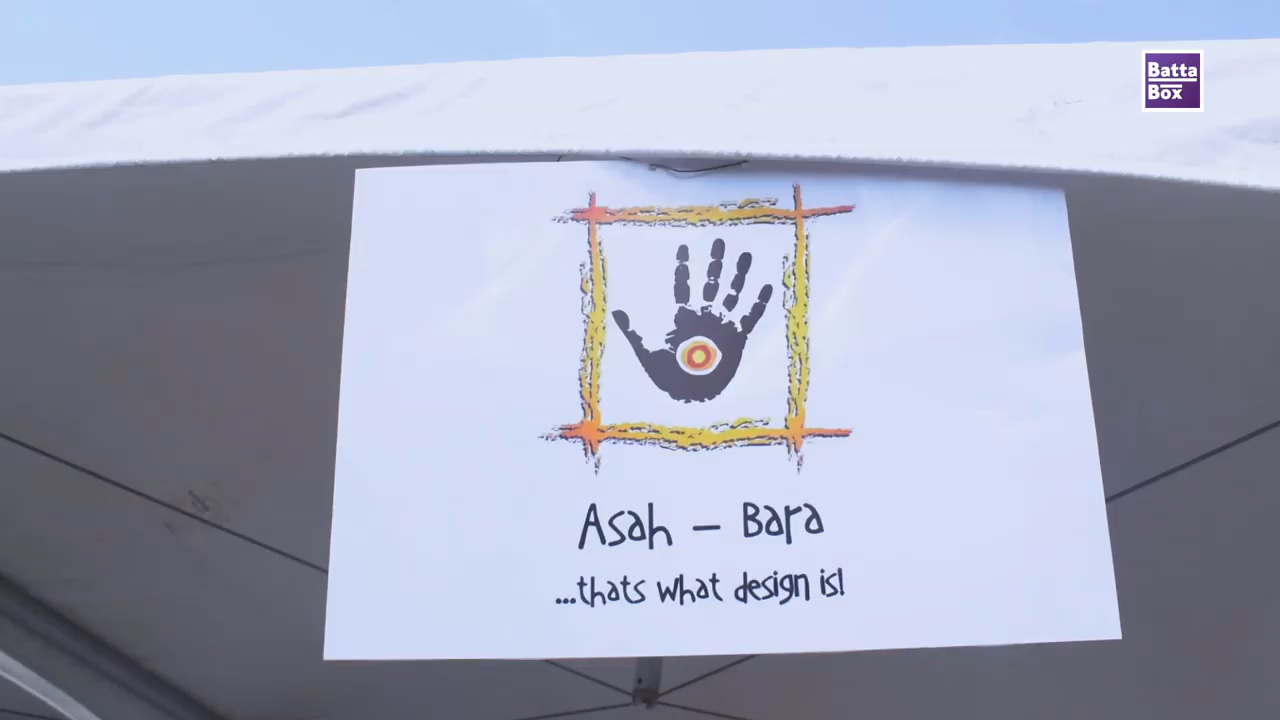 Batta
Box
Asah – Bara
...thats what design is!